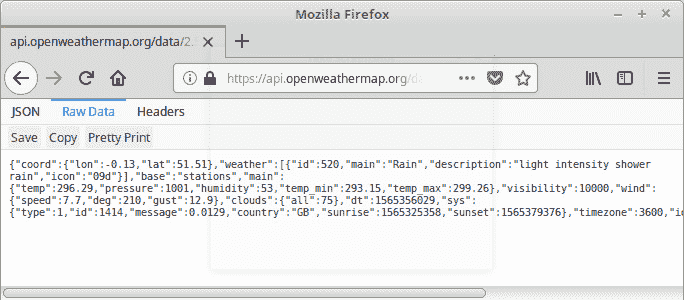 Mozilla Firefox
api.openweathermap.org/data/2.
https://api.openweathermap.org/da
JSON Raw Data Headers
Save Copy Pretty Print
{"coord":{"lon":-0.13,"lat":51.51},"weather":[{"id":520,"main":"Rain","description":"light intensity shower
rain","icon":"09d"}],"base":"stations","main":
{"temp":296.29,"pressure":1001,"humidity":53,"temp_min":293.15,"temp_max":299.26},"visibility":10000,"wind":
{"speed":7.7,"deg":210,"gust":12.9},"clouds":{"all":75},"dt":1565356029,"sys":
{"type":1,"id":1414,"message":0.0129,"country":"GB","sunrise":1565325358,"sunset":1565379376},"timezone":3600,"id